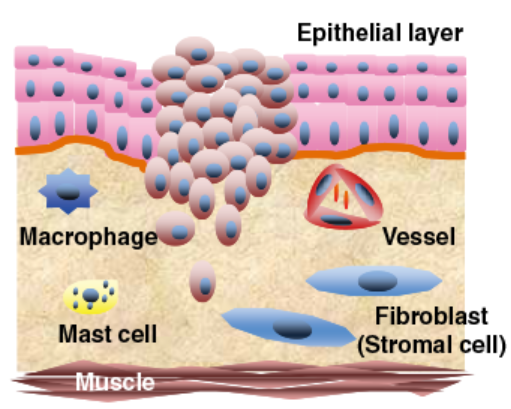 Epithelial layer
Macrophage
Vessel
Mast cell
Fibroblast
(Stromal cell)
Muscle